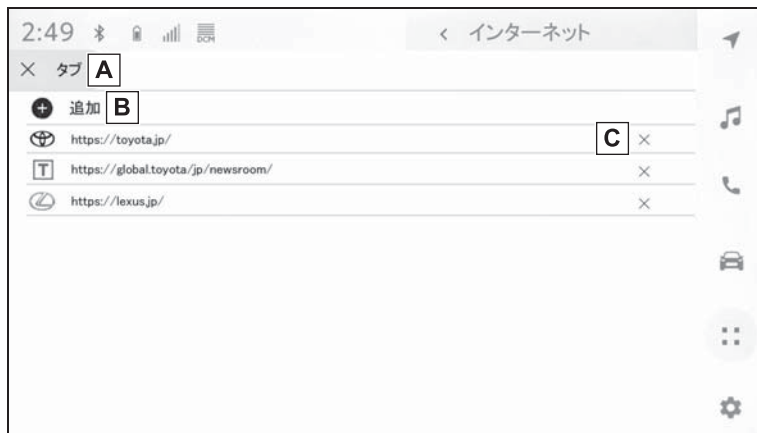 2:49 DCM < インターネット
× タブ A
追加 B
https://toyota.jp/ C ×
T https://global.toyota/jp/newsroom/ ×
https://lexus.jp/ ×